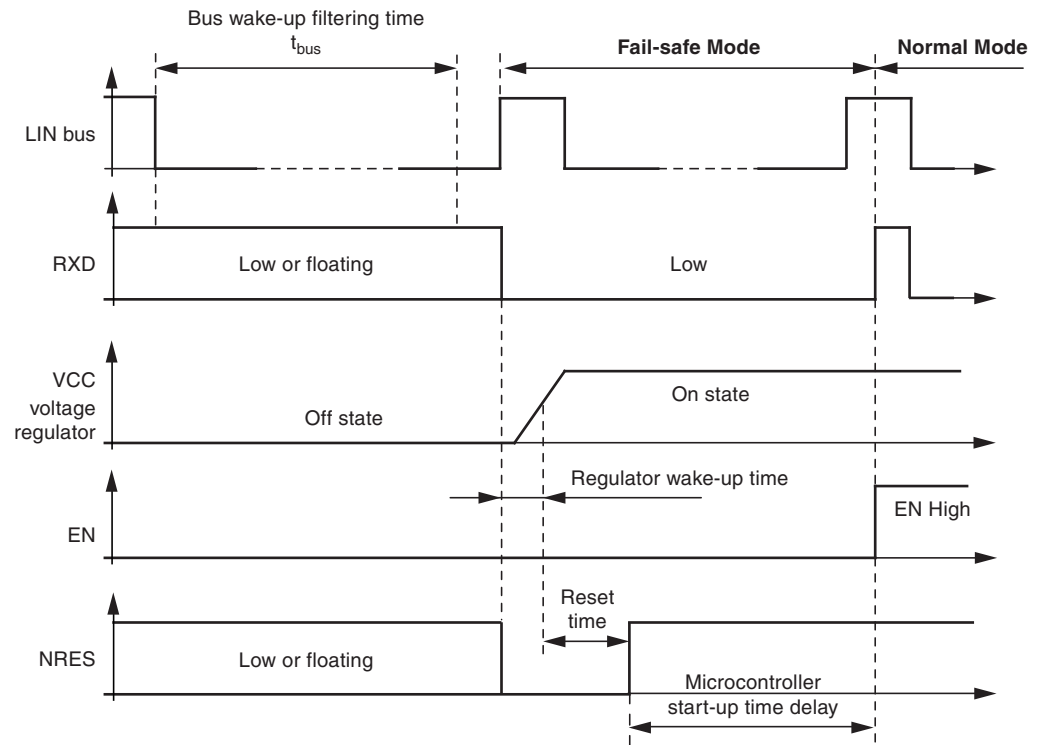 Bus wake-up filtering time
tbus
Fail-safe Mode
Normal Mode
LIN bus
RXD
Low or floating
Low
VCC
voltage
regulator
Off state
On state
Regulator wake-up time
EN
EN High
Reset
time
NRES
Low or floating
Microcontroller
start-up time delay